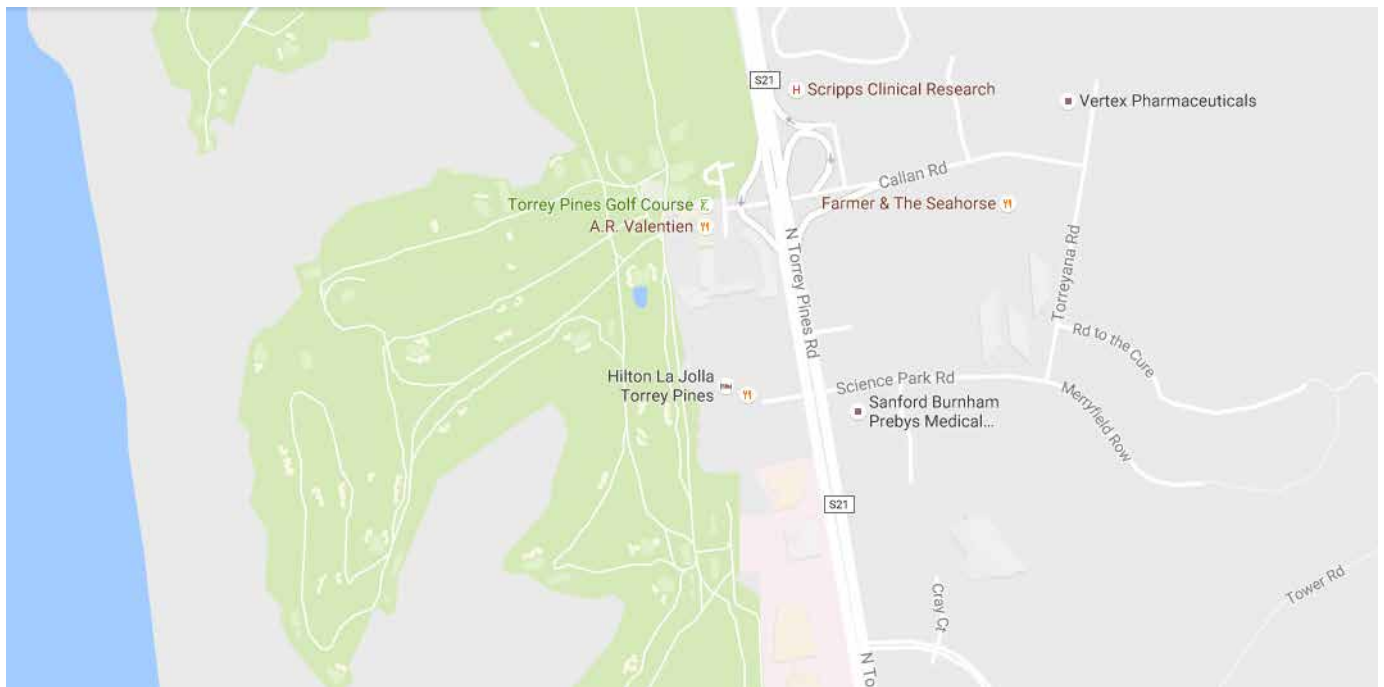 S21
H Scripps Clinical Research
Vertex Pharmaceuticals
Callan Rd
Torrey Pines Golf Course
Farmer & The Seahorse
A.R. Valentien
N Torrey Pines Rd
Torreyana Rd
Rd to the Cure
Hilton La Jolla
Torrey Pines
Science Park Rd
Sanford Burnham
Prebys Medical...
Merryfield Row
S21
Cray Ct
Tower Rd
N To